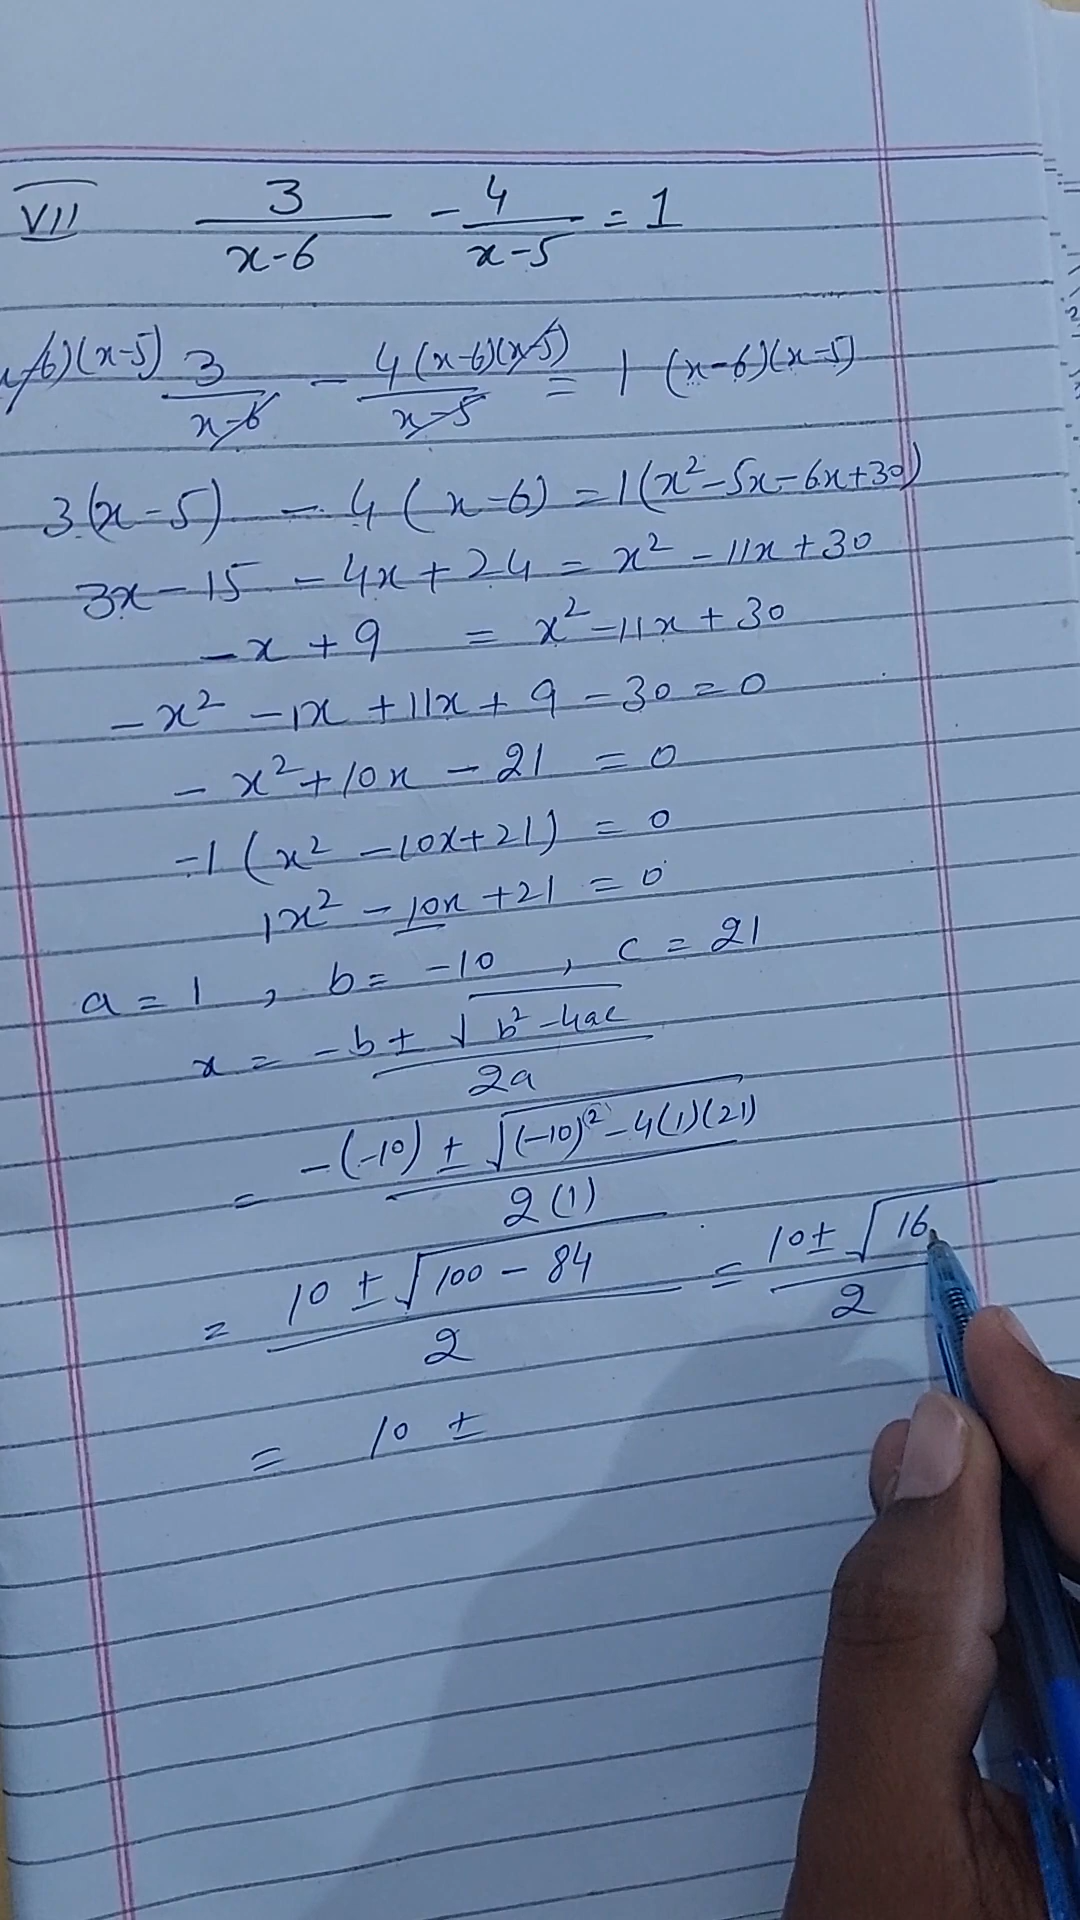 VII 3/(x-6) - 4/(x-5) = 1
x-6)(x-5) 3/(x-6) - 4(x-6)(x-5)/(x-5) = 1 (x-6)(x-5)
3(x-5) - 4(x-6) = 1(x²-5x-6x+30)
3x-15-4x+24 = x²-11x+30
-x+9 = x²-11x+30
-x²-1x+11x+9-30=0
-x²+10x-21=0
-1(x²-10x+21)=0
1x²-10x+21=0
a=1, b=-10, c=21
x = -b±√(b²-4ac)/2a
= -(-10)±√((-10)²-4(1)(21))/2(1)
= 10±√(100-84)/2 = 10±√16/2
= 10 ±